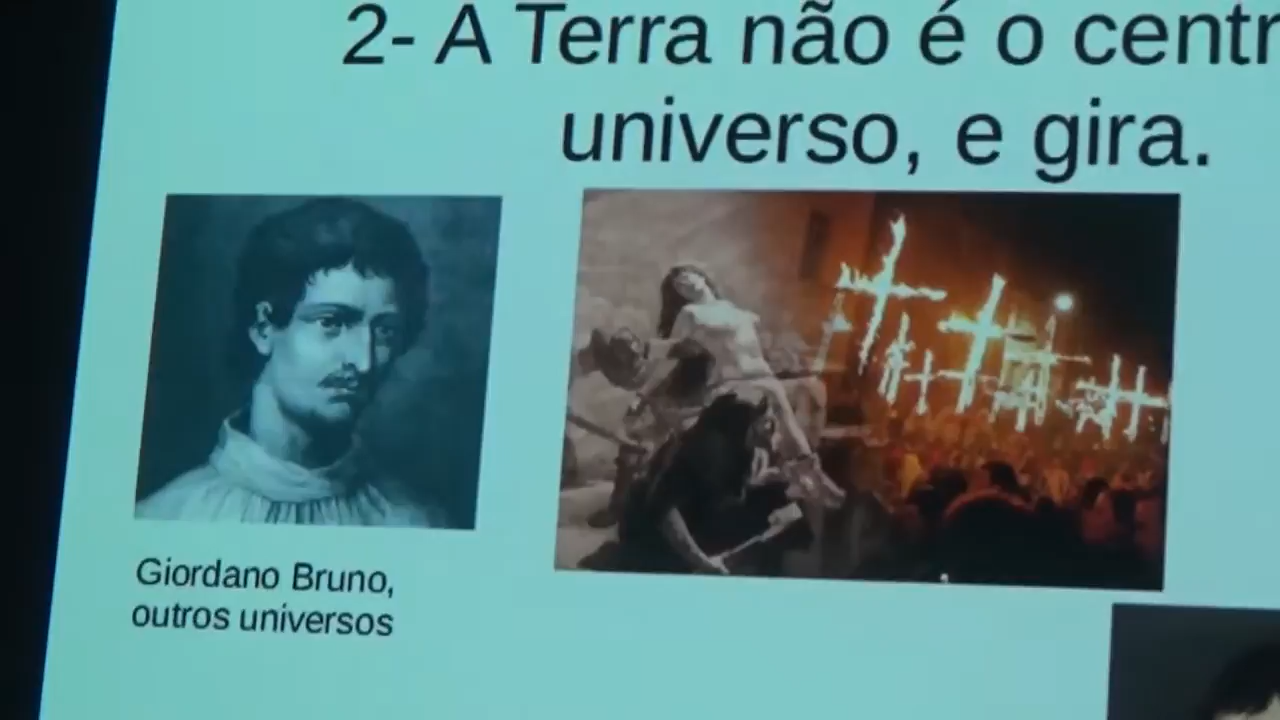 2- A Terra não é o centr
universo, e gira.
Giordano Bruno,
outros universos